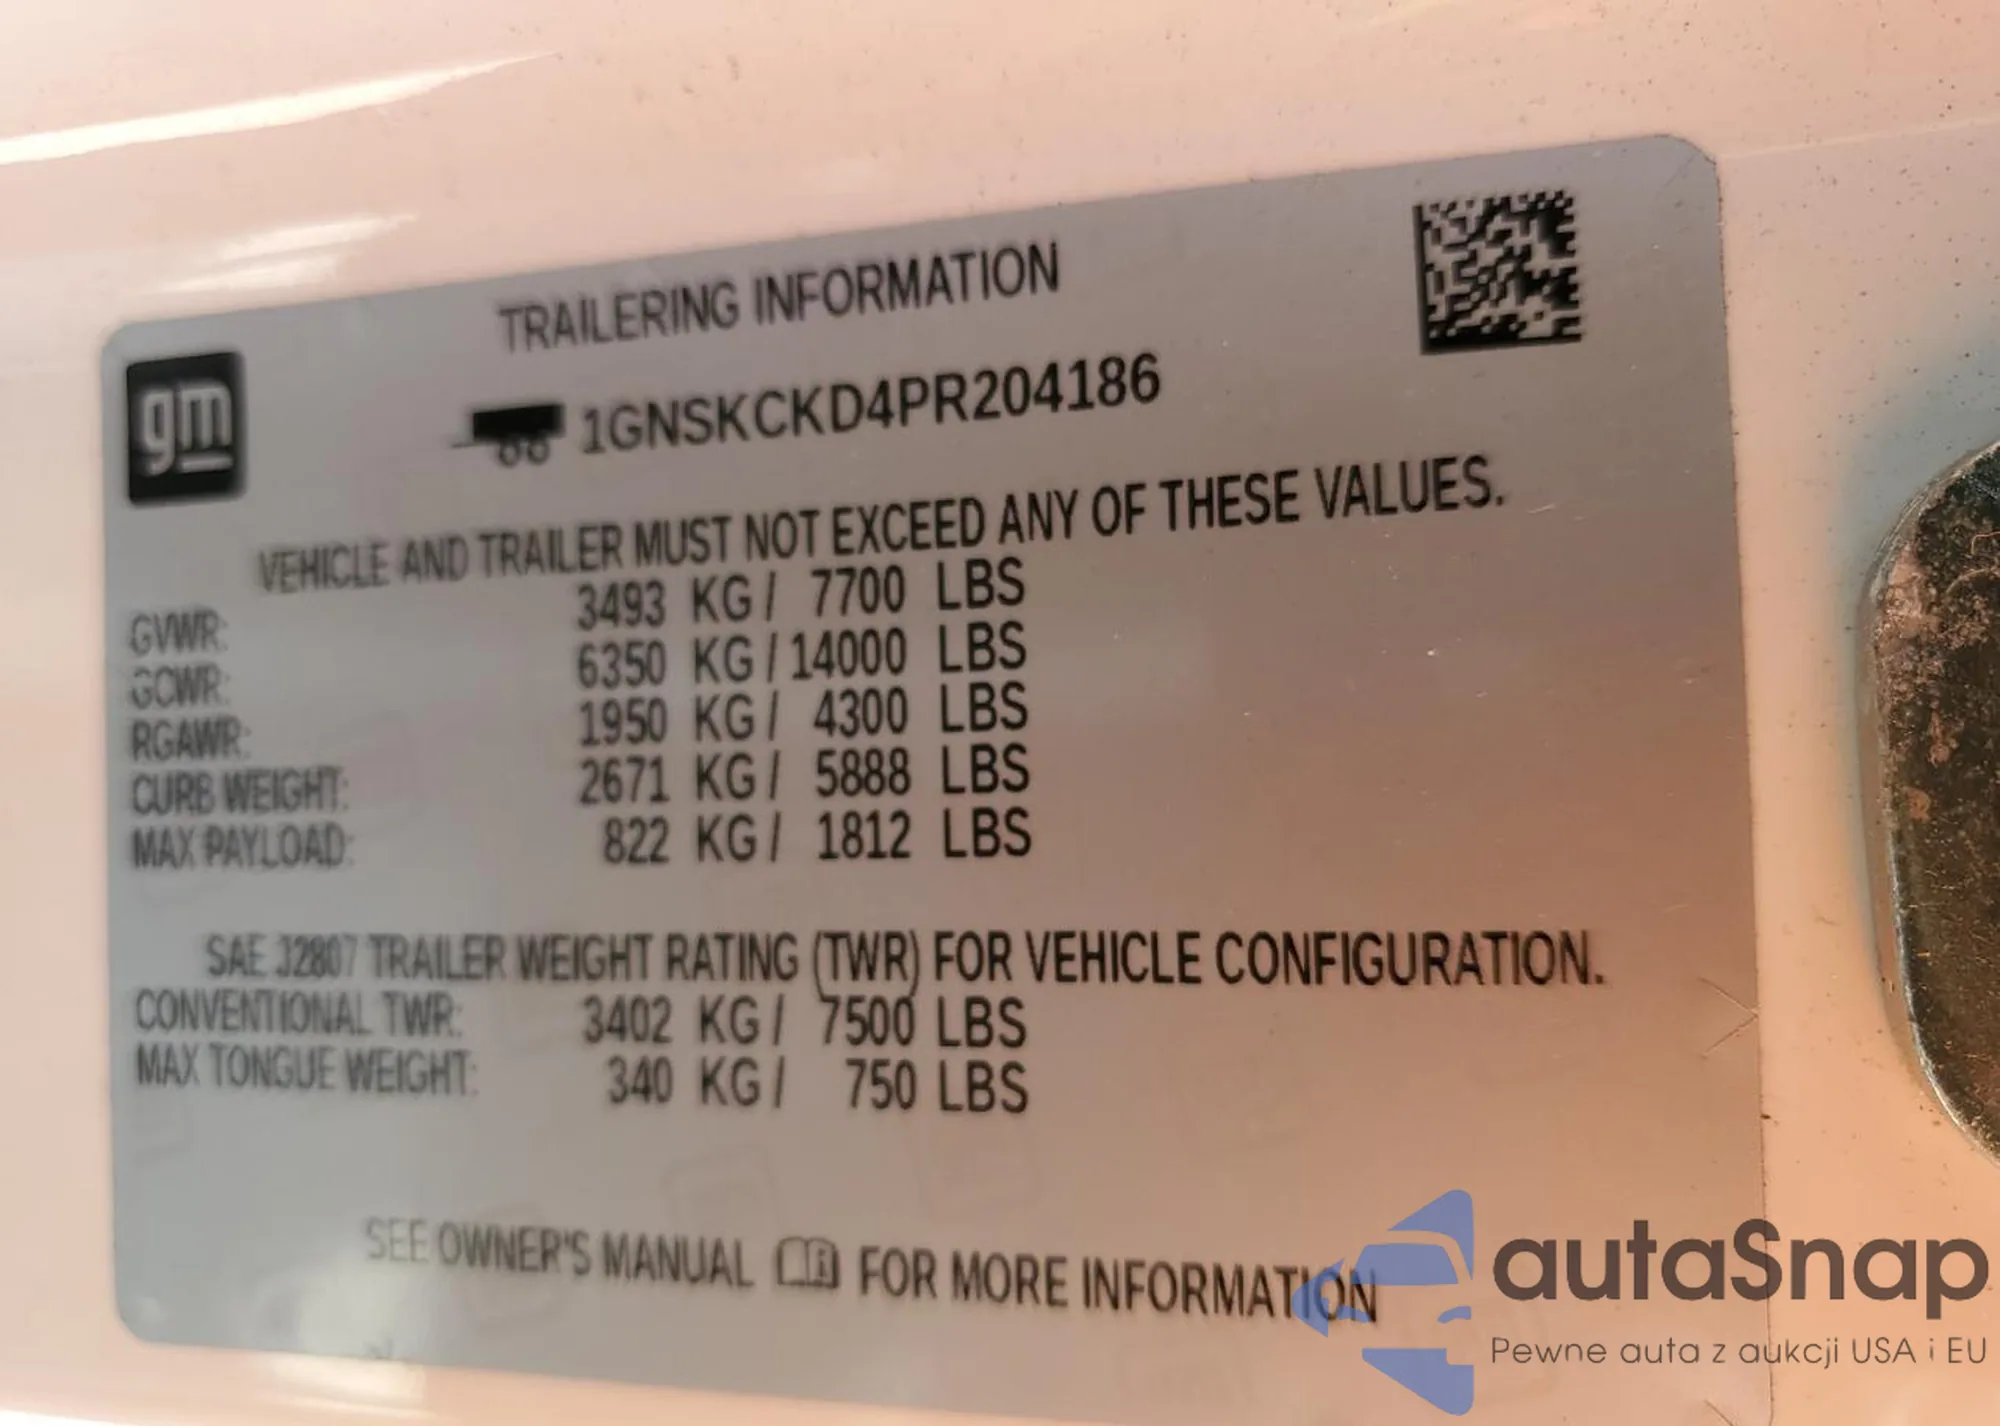 TRAILERING INFORMATION
gm
1GNSKCKD4PR204186
VEHICLE AND TRAILER MUST NOT EXCEED ANY OF THESE VALUES.
GVWR: 3493 KG / 7700 LBS
GCWR: 6350 KG / 14000 LBS
RGAWR: 1950 KG / 4300 LBS
CURB WEIGHT: 2671 KG / 5888 LBS
MAX PAYLOAD: 822 KG / 1812 LBS
SAE J2807 TRAILER WEIGHT RATING (TWR) FOR VEHICLE CONFIGURATION.
CONVENTIONAL TWR: 3402 KG / 7500 LBS
MAX TONGUE WEIGHT: 340 KG / 750 LBS
SEE OWNER'S MANUAL FOR MORE INFORMATION
autaSnap
Pewne auta z aukcji USA i EU